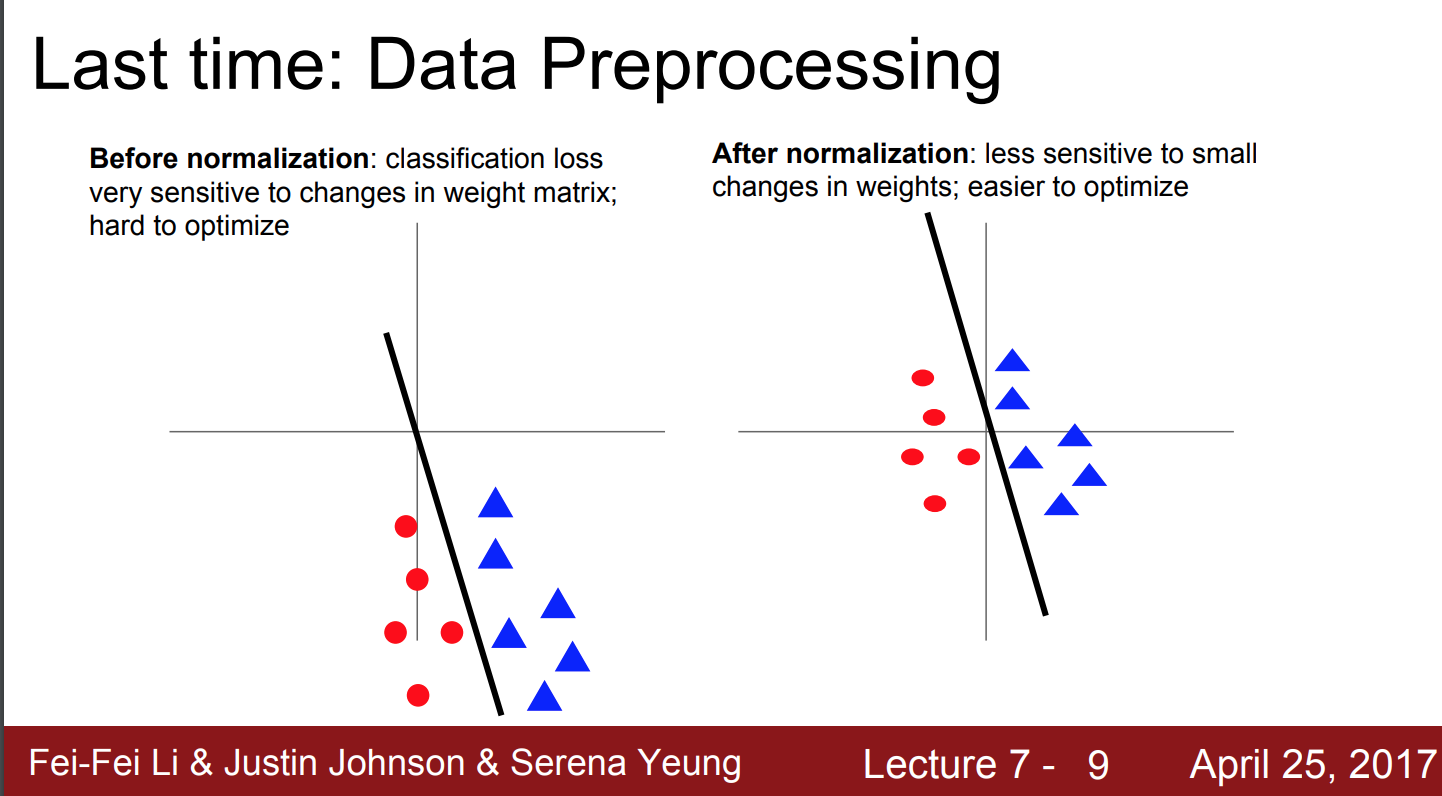 Last time: Data Preprocessing
Before normalization: classification loss
very sensitive to changes in weight matrix;
hard to optimize
After normalization: less sensitive to small
changes in weights; easier to optimize
Fei-Fei Li & Justin Johnson & Serena Yeung
Lecture 7 - 9
April 25, 2017